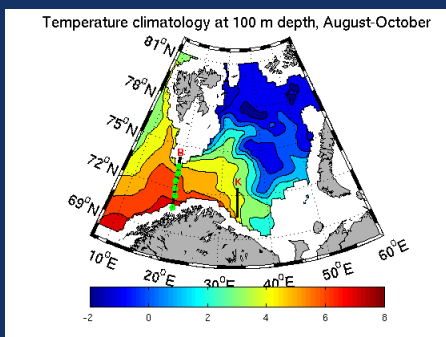 Temperature climatology at 100 m depth, August-October
81°N
78°N
75°N
72°N
69°N
B
K
10°E
20°E
30°E
40°E
50°E
60°E
-2 0 2 4 6 8